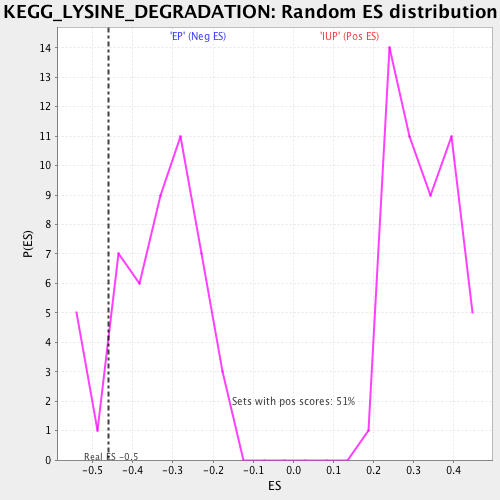 KEGG_LYSINE_DEGRADATION: Random ES distribution
'EP' (Neg ES)
'IUP' (Pos ES)
14
13
12
11
10
9
8
7
6
5
4
3
2
1
0
P(ES)
Sets with pos scores: 51%
Real ES -0.5
-0.5 -0.4 -0.3 -0.2 -0.1 0.0 0.1 0.2 0.3 0.4
ES